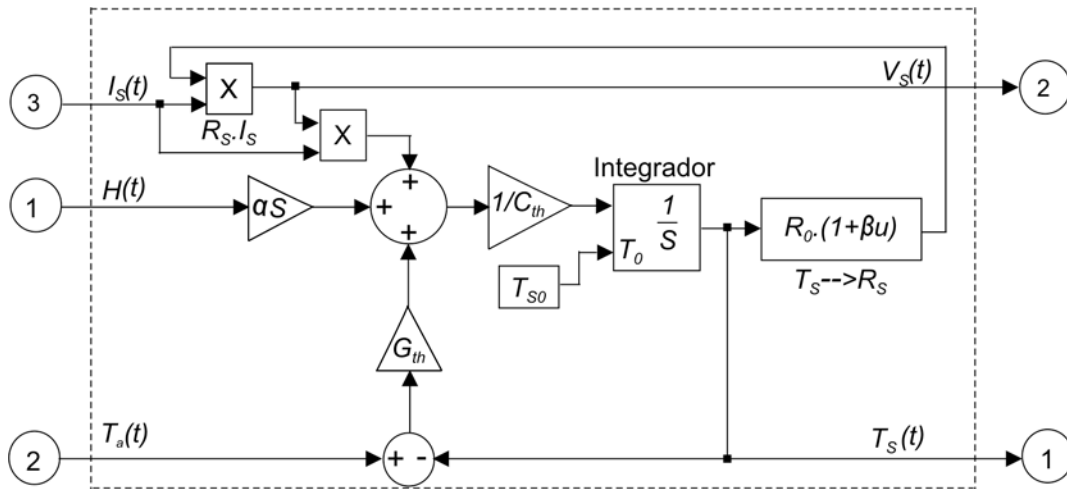 3
I_S(t)
X
R_S.I_S
X
V_S(t)
2
1
H(t)
αS
+
+
+
1/C_th
Integrador
1
S
T_0
T_S0
R_0.(1+βu)
T_S-->R_S
G_th
2
T_a(t)
+ -
T_S(t)
1